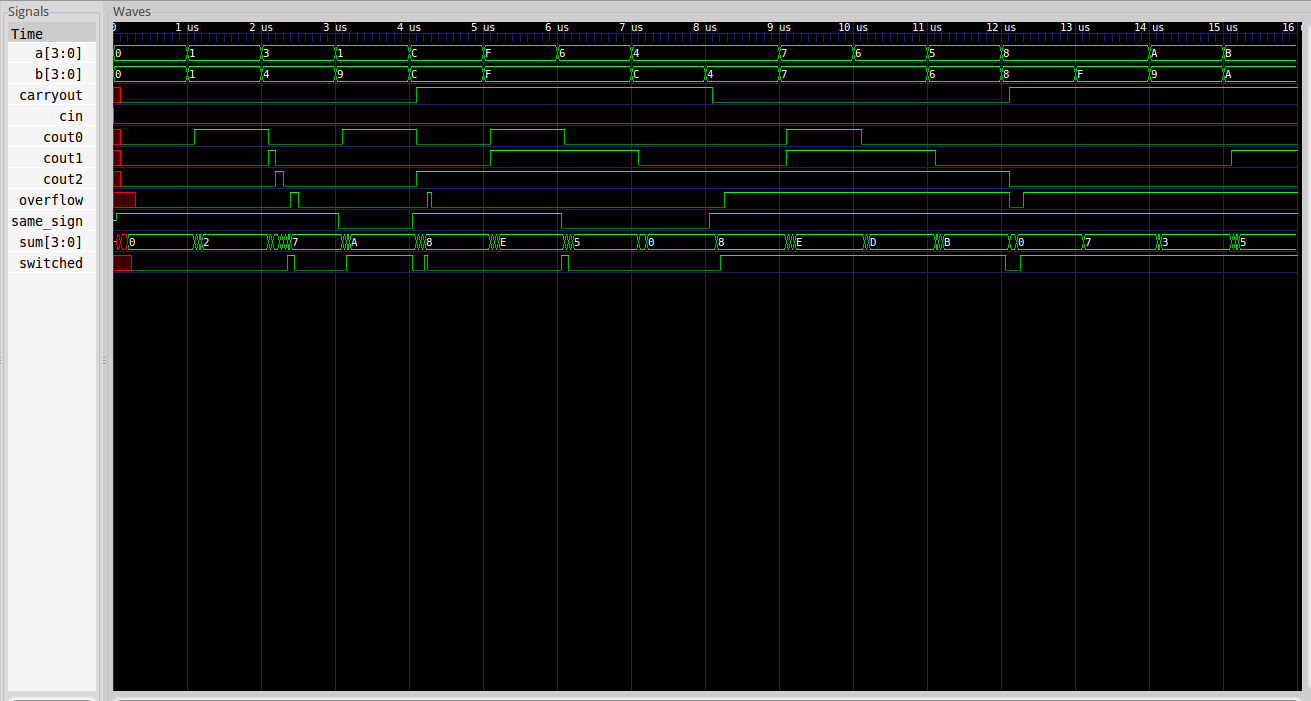 Signals Waves
Time 0 1 us 2 us 3 us 4 us 5 us 6 us 7 us 8 us 9 us 10 us 11 us 12 us 13 us 14 us 15 us 16
a[3:0] 0 1 3 1 C F 6 4 7 6 5 8 A B
b[3:0] 0 1 4 9 C F C 4 7 6 8 F 9 A
carryout
cin
cout0
cout1
cout2
overflow
same_sign
sum[3:0] 0 2 7 A 8 E 5 0 8 E D B 0 7 3 5
switched